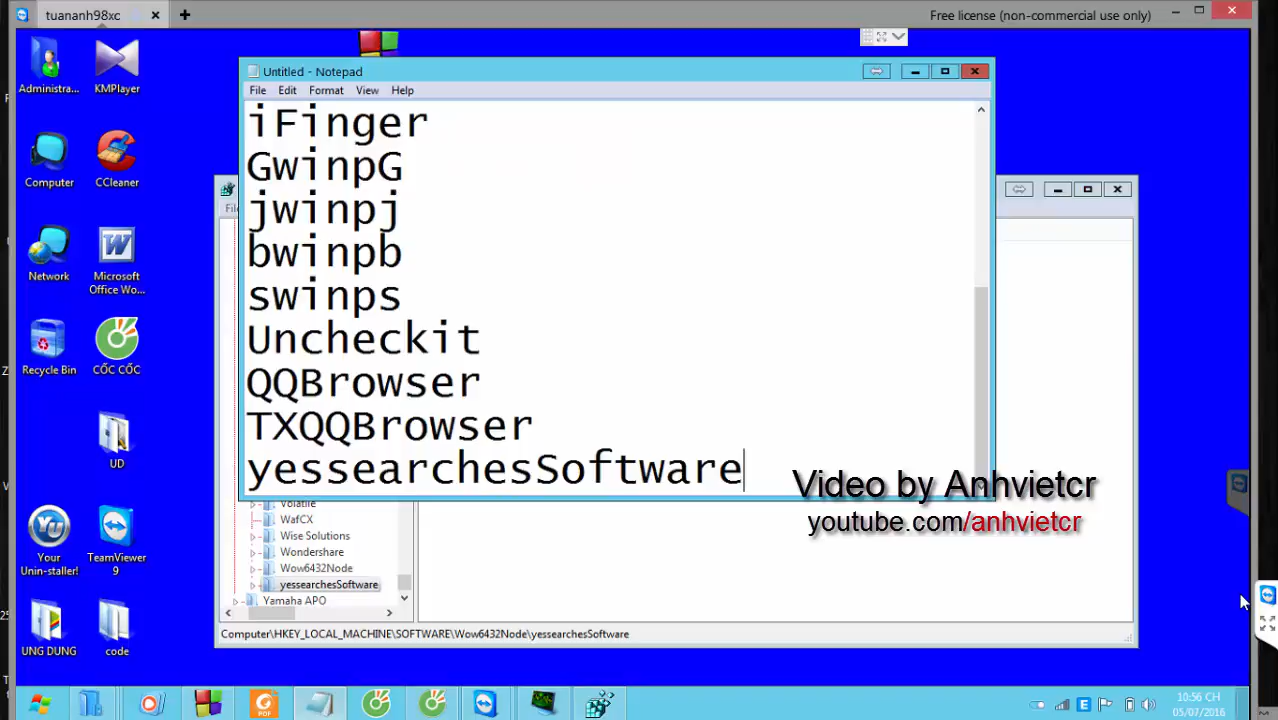 tuananh98xc
Free license (non-commercial use only)
Administra...
KMPlayer
Untitled - Notepad
File Edit Format View Help
iFinger
GwinpG
jwinpj
bwinpb
swinps
Uncheckit
QQBrowser
TXQQBrowser
yessearchesSoftware
Computer
CCleaner
Network
Microsoft
Office Wo...
Recycle Bin
CỐC CỐC
UD
Your
Unin-staller!
TeamViewer
9
UNG DUNG
code
Video by Anhvietcr
youtube.com/anhvietcr
Volatile
WafCX
Wise Solutions
Wondershare
Wow6432Node
yessearchesSoftware
Yamaha APO
Computer\HKEY_LOCAL_MACHINE\SOFTWARE\Wow6432Node\yessearchesSoftware
PDF
10:56 CH
05/07/2016